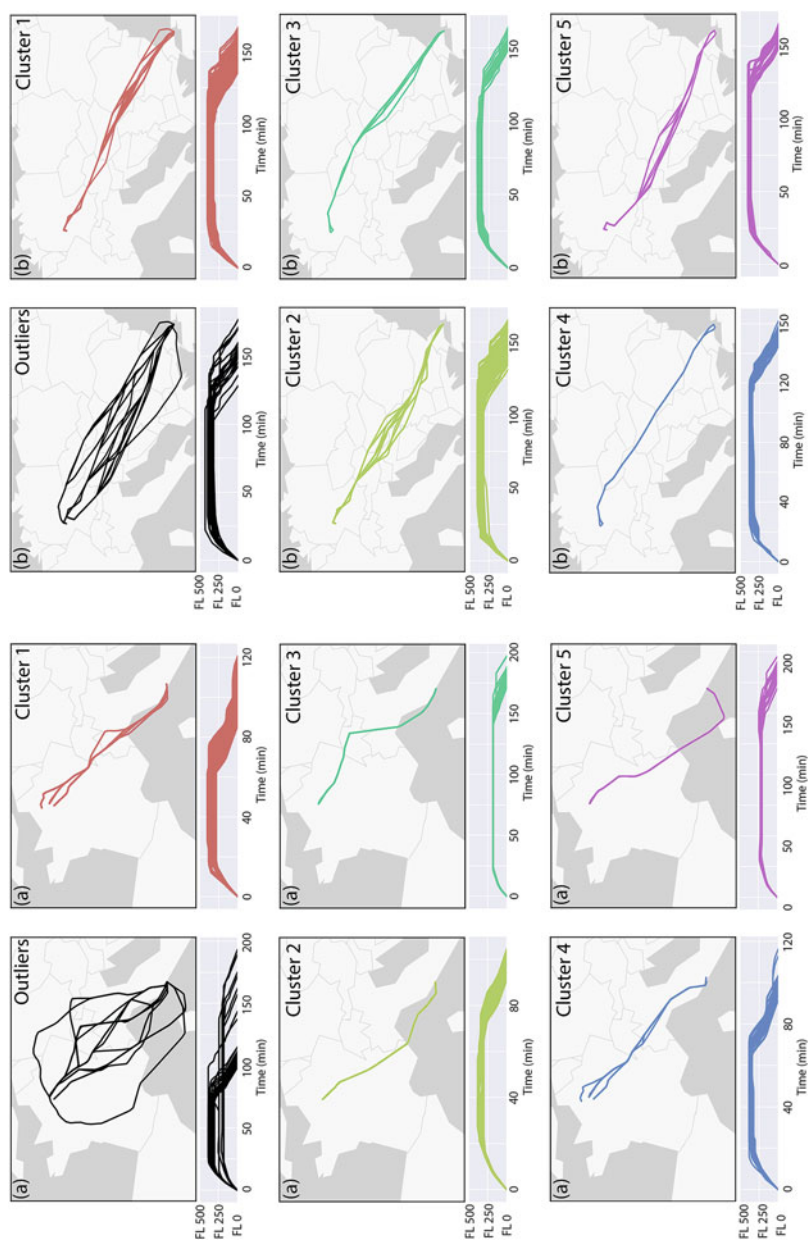 (a) Outliers (a) Cluster 1 (b) Outliers (b) Cluster 1
FL 500 FL 500
FL 250 FL 250
FL 0 FL 0
0 50 100 150 200 0 40 80 120 0 50 100 150 0 50 100 150
Time (min) Time (min) Time (min) Time (min)
(a) Cluster 2 (a) Cluster 3 (b) Cluster 2 (b) Cluster 3
FL 500 FL 500
FL 250 FL 250
FL 0 FL 0
0 40 80 0 50 100 150 200 0 50 100 150 0 50 100 150
Time (min) Time (min) Time (min) Time (min)
(a) Cluster 4 (a) Cluster 5 (b) Cluster 4 (b) Cluster 5
FL 500 FL 500
FL 250 FL 250
FL 0 FL 0
0 40 80 120 0 50 100 150 200 0 40 80 120 150 0 50 100 150
Time (min) Time (min) Time (min) Time (min)